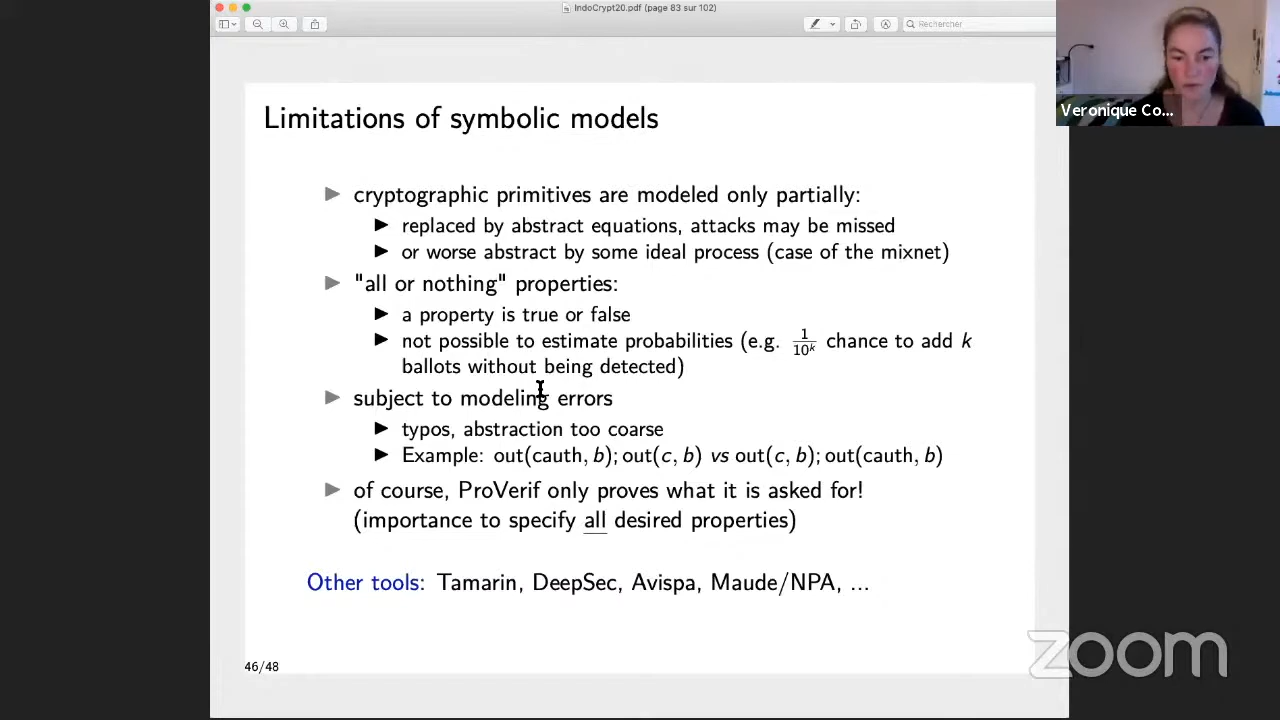 IndoCrypt20.pdf (page 83 sur 102)
Rechercher
Veronique Co...
Limitations of symbolic models
▶ cryptographic primitives are modeled only partially:
▶ replaced by abstract equations, attacks may be missed
▶ or worse abstract by some ideal process (case of the mixnet)
▶ "all or nothing" properties:
▶ a property is true or false
▶ not possible to estimate probabilities (e.g. 1/10^k chance to add k
ballots without being detected)
▶ subject to modeling errors
▶ typos, abstraction too coarse
▶ Example: out(cauth, b); out(c, b) vs out(c, b); out(cauth, b)
▶ of course, ProVerif only proves what it is asked for!
(importance to specify all desired properties)
Other tools: Tamarin, DeepSec, Avispa, Maude/NPA, ...
46/48
zoom